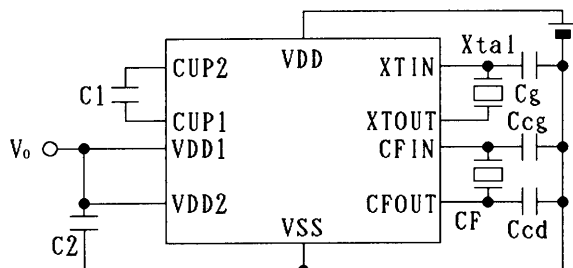 VDD
Xtal
CUP2
XTIN
C1
Cg
CUP1
XTOUT
Ccg
Vo
VDD1
CFIN
VDD2
CFOUT
C2
VSS
CF
Ccd